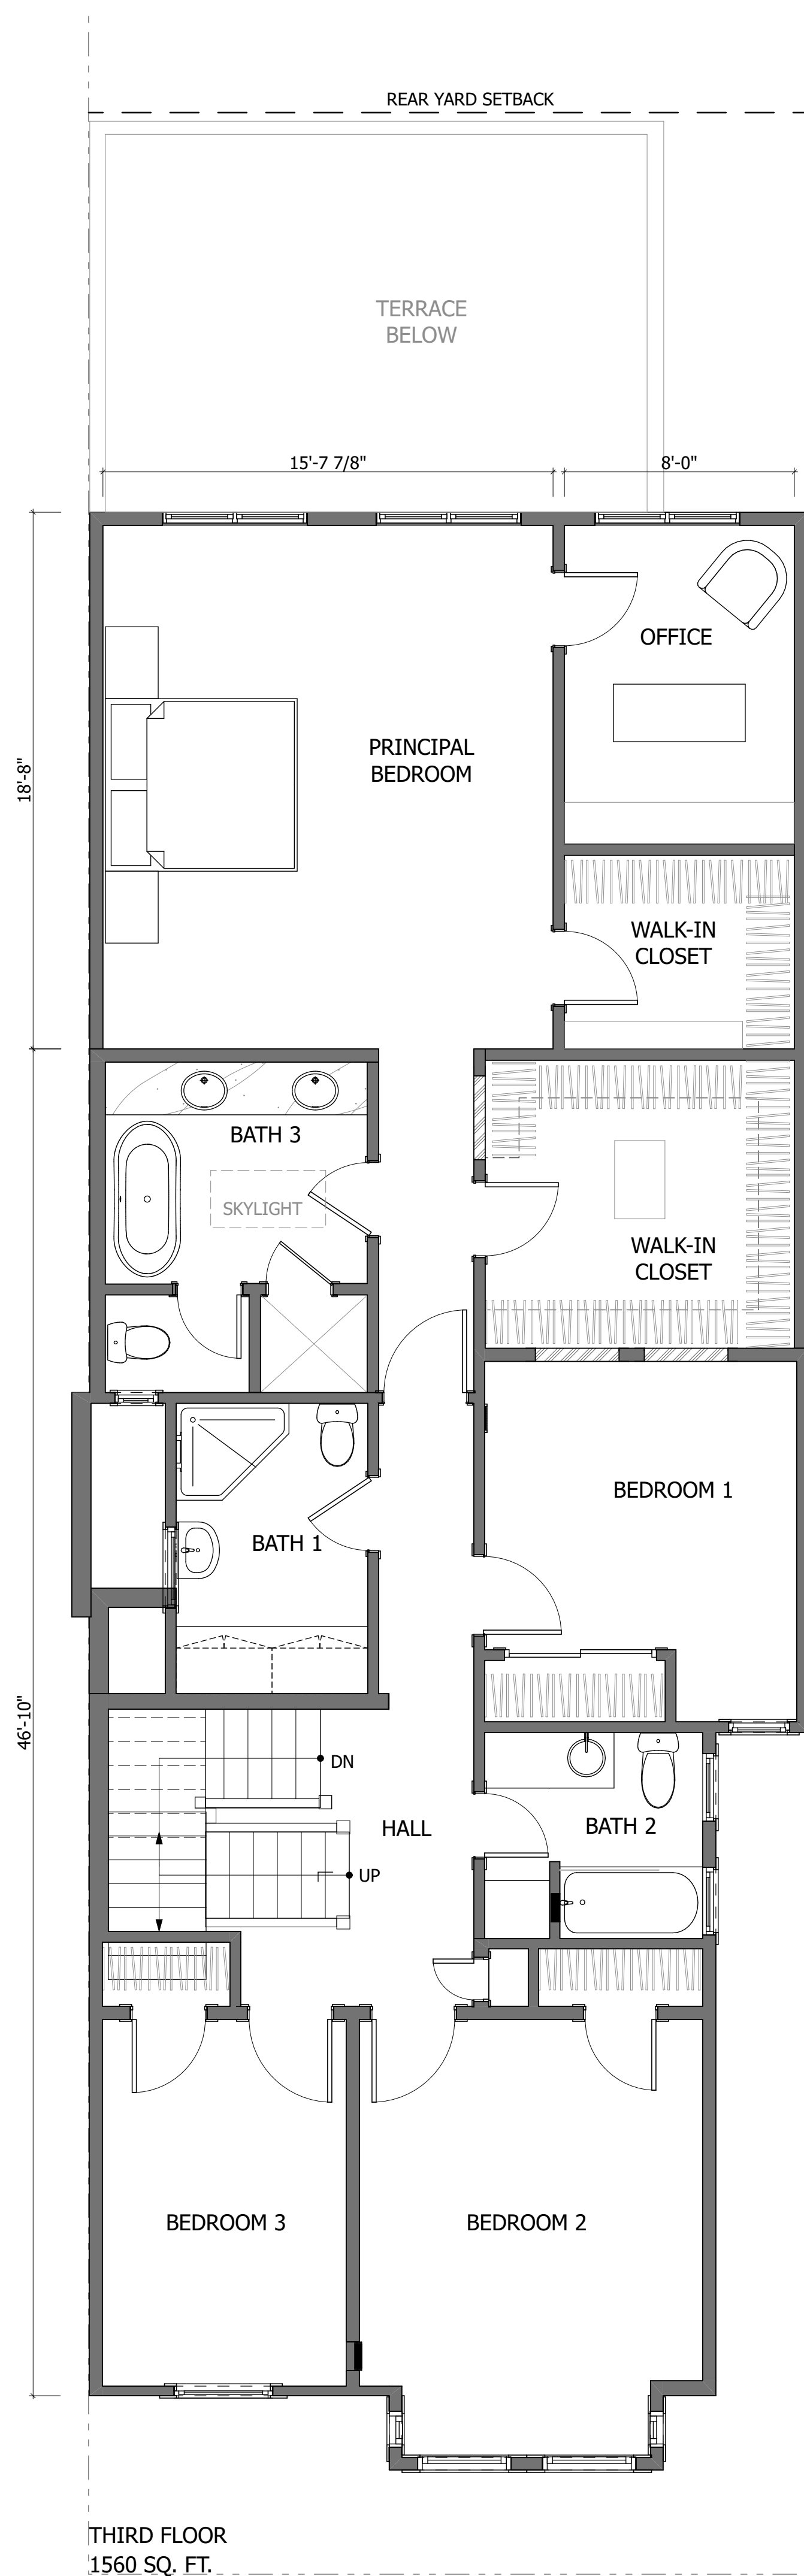 REAR YARD SETBACK
TERRACE
BELOW
15'-7 7/8"
8'-0"
OFFICE
PRINCIPAL
BEDROOM
18'-8"
WALK-IN
CLOSET
BATH 3
SKYLIGHT
WALK-IN
CLOSET
BEDROOM 1
BATH 1
46'-10"
DN
HALL
BATH 2
UP
BEDROOM 3
BEDROOM 2
THIRD FLOOR
1560 SQ. FT.